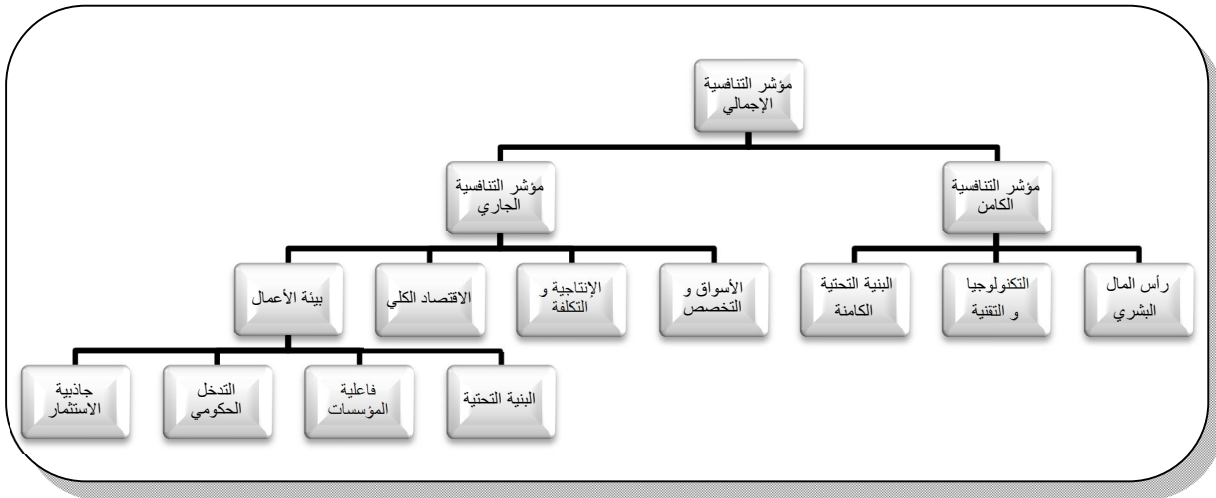 مؤشر التنافسية
الإجمالي
مؤشر التنافسية
الكامن
مؤشر التنافسية
الجاري
رأس المال
البشري
التكنولوجيا
و التقنية
البنية التحتية
الكامنة
الأسواق و
التخصص
الإنتاجية و
التكلفة
الاقتصاد الكلي
بيئة الأعمال
البنية التحتية
فاعلية
المؤسسات
التدخل
الحكومي
جاذبية
الاستثمار